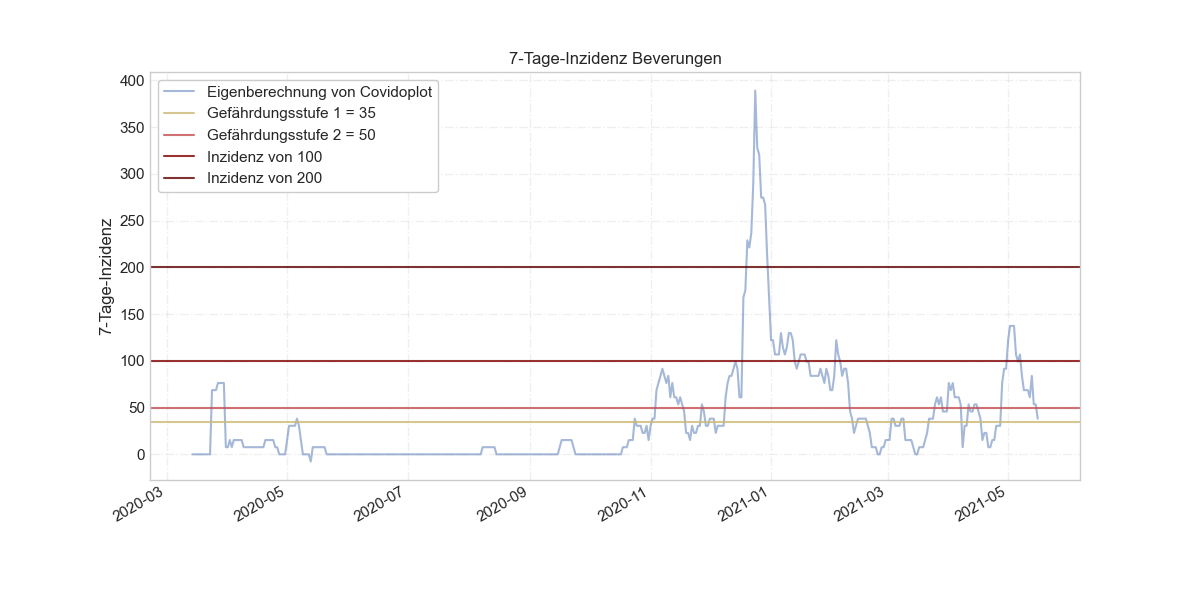 7-Tage-Inzidenz Beverungen
400
350
300
250
200
150
100
50
0
7-Tage-Inzidenz
Eigenberechnung von Covidoplot
Gefährdungsstufe 1 = 35
Gefährdungsstufe 2 = 50
Inzidenz von 100
Inzidenz von 200
2020-03
2020-05
2020-07
2020-09
2020-11
2021-01
2021-03
2021-05